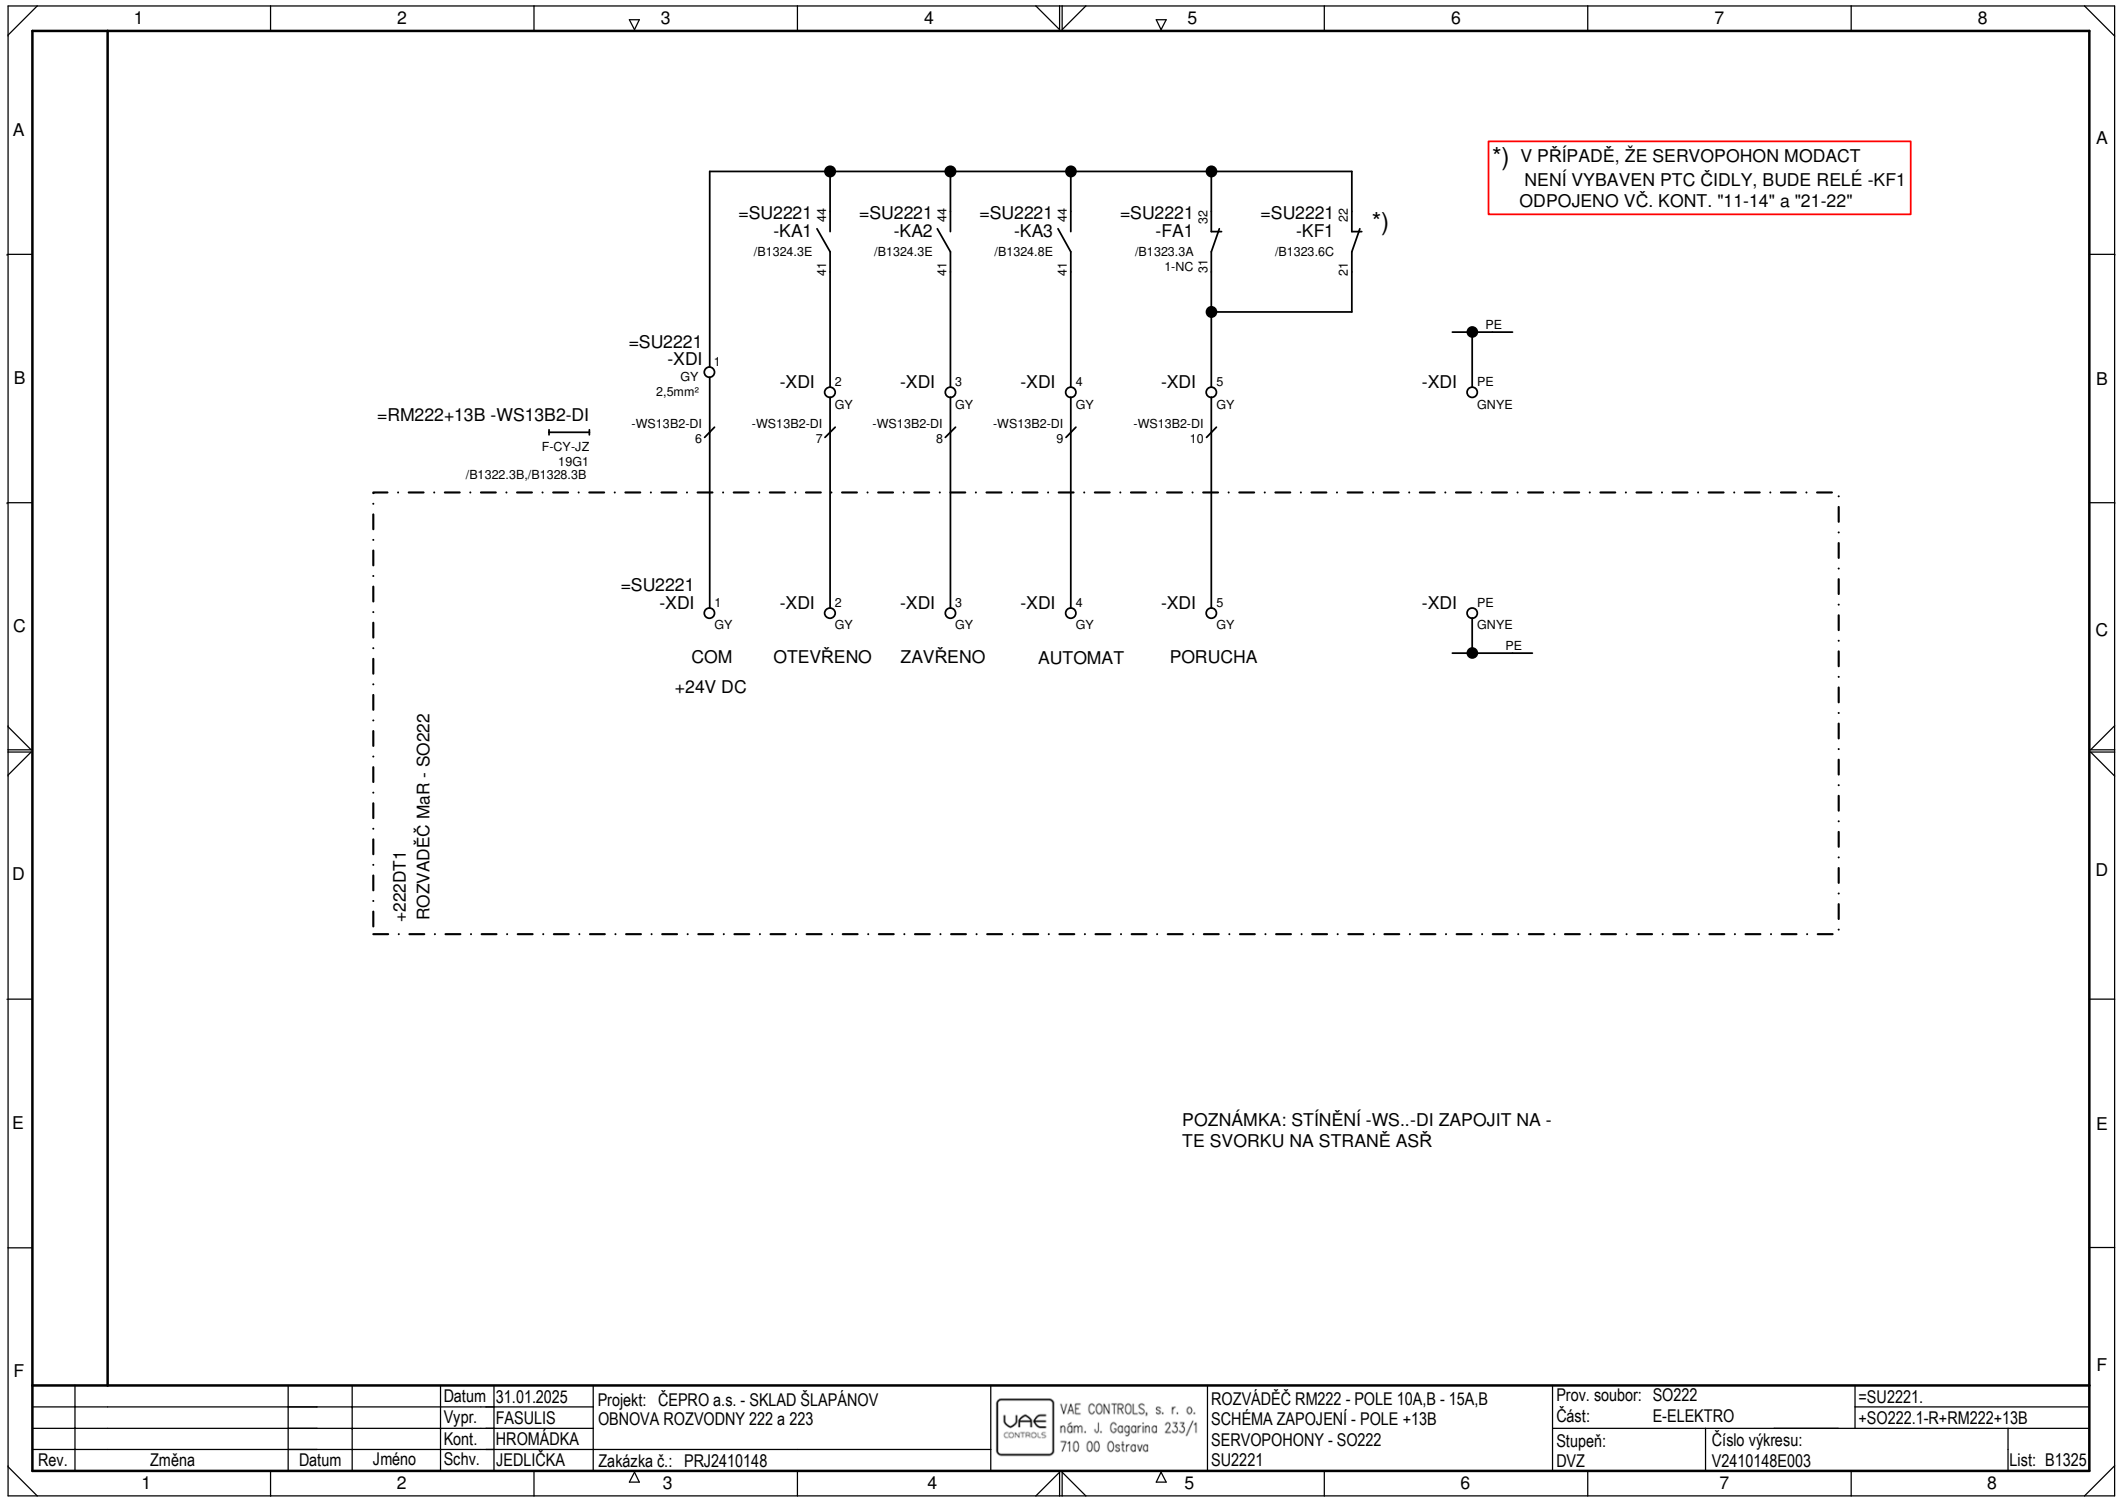 1 2 3 4 5 6 7 8
A A
*) V PŘÍPADĚ, ŽE SERVOPOHON MODACT
NENÍ VYBAVEN PTC ČIDLY, BUDE RELÉ -KF1
ODPOJENO VČ. KONT. "11-14" a "21-22"
=SU2221 44 =SU2221 44 =SU2221 44 =SU2221 32 =SU2221 22 *)
-KA1 -KA2 -KA3 -FA1 -KF1
/B1324.3E /B1324.3E /B1324.8E /B1323.3A /B1323.6C
41 41 41 1-NC 31 21
PE
=SU2221
-XDI 1
GY
2,5mm²
B B
-XDI 2 -XDI 3 -XDI 4 -XDI 5 -XDI PE
GY GY GY GY GNYE
=RM222+13B -WS13B2-DI
-WS13B2-DI -WS13B2-DI -WS13B2-DI -WS13B2-DI -WS13B2-DI
6 7 8 9 10
F-CY-JZ
19G1
/B1322.3B,/B1328.3B
=SU2221
-XDI 1 -XDI 2 -XDI 3 -XDI 4 -XDI 5 -XDI PE
GY GY GY GY GY GNYE
C C
PE
COM OTEVŘENO ZAVŘENO AUTOMAT PORUCHA
+24V DC
+222DT1
ROZVADĚČ MaR - SO222
D D
POZNÁMKA: STÍNĚNÍ -WS..-DI ZAPOJIT NA -
TE SVORKU NA STRANĚ ASŘ
E E
F F
Datum 31.01.2025
Vypr. FASULIS
Kont. HROMÁDKA
Rev. Změna Datum Jméno Schv. JEDLIČKA
Projekt: ČEPRO a.s. - SKLAD ŠLAPÁNOV
OBNOVA ROZVODNY 222 a 223
Zakázka č.: PRJ2410148
VAE
CONTROLS
VAE CONTROLS, s. r. o.
nám. J. Gagarina 233/1
710 00 Ostrava
ROZVÁDĚČ RM222 - POLE 10A,B - 15A,B
SCHÉMA ZAPOJENÍ - POLE +13B
SERVOPOHONY - SO222
SU2221
Prov. soubor: SO222
Část: E-ELEKTRO
Stupeň:
DVZ
=SU2221.
+SO222.1-R+RM222+13B
Číslo výkresu:
V2410148E003
List: B1325
1 2 3 4 5 6 7 8